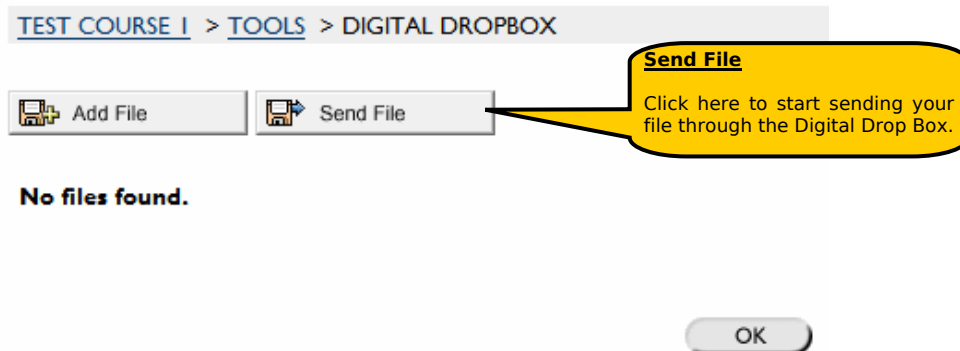 TEST COURSE 1 > TOOLS > DIGITAL DROPBOX
Send File
Click here to start sending your
file through the Digital Drop Box.
Add File
Send File
No files found.
OK